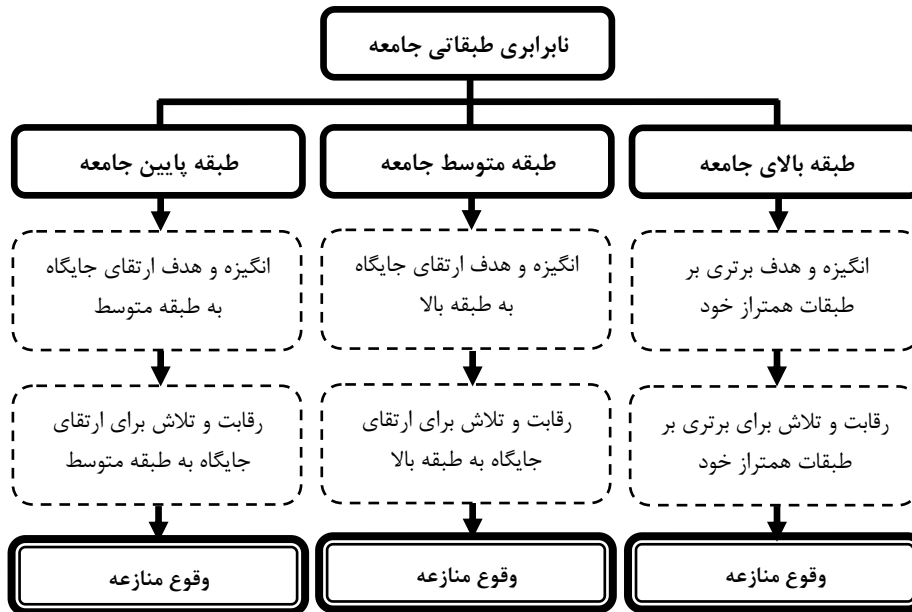 نابرابری طبقاتی جامعه
طبقه بالای جامعه
طبقه متوسط جامعه
طبقه پایین جامعه
انگیزه و هدف برتری بر
طبقات همتراز خود
انگیزه و هدف ارتقای جایگاه
به طبقه بالا
انگیزه و هدف ارتقای جایگاه
به طبقه متوسط
رقابت و تلاش برای برتری بر
طبقات همتراز خود
رقابت و تلاش برای ارتقای
جایگاه به طبقه بالا
رقابت و تلاش برای ارتقای
جایگاه به طبقه متوسط
وقوع منازعه
وقوع منازعه
وقوع منازعه